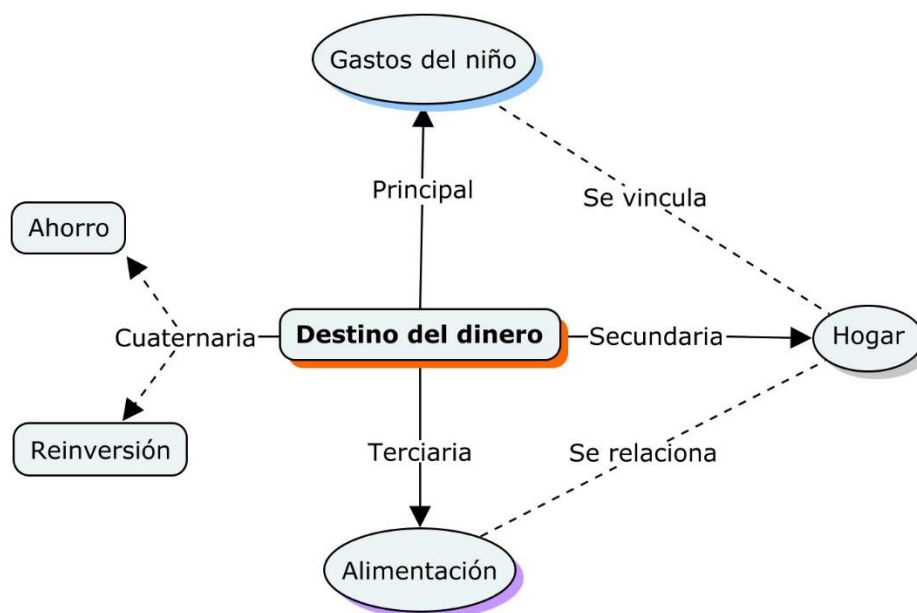 Gastos del niño
Principal
Se vincula
Ahorro
Cuaternaria
Destino del dinero
Secundaria
Hogar
Reinversión
Terciaria
Se relaciona
Alimentación